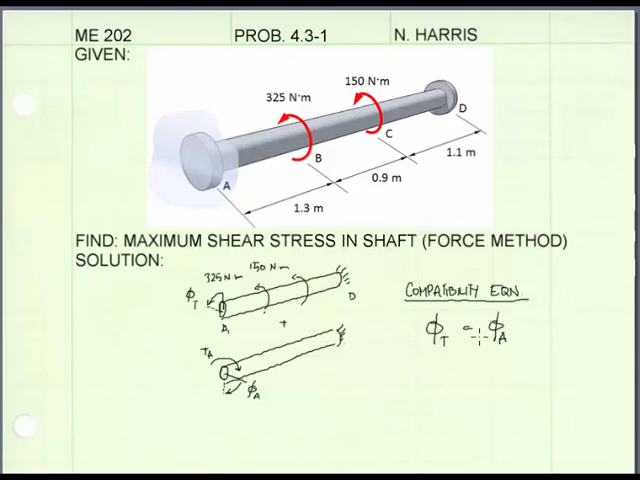 ME 202 PROB. 4.3-1 N. HARRIS
GIVEN:
325 N·m
150 N·m
A
B
C
D
1.3 m
0.9 m
1.1 m
FIND: MAXIMUM SHEAR STRESS IN SHAFT (FORCE METHOD)
SOLUTION:
325 N m
150 N m
ϕT
A
D
+
TA
ϕA
COMPATIBILITY EQN.
ϕT = ϕA